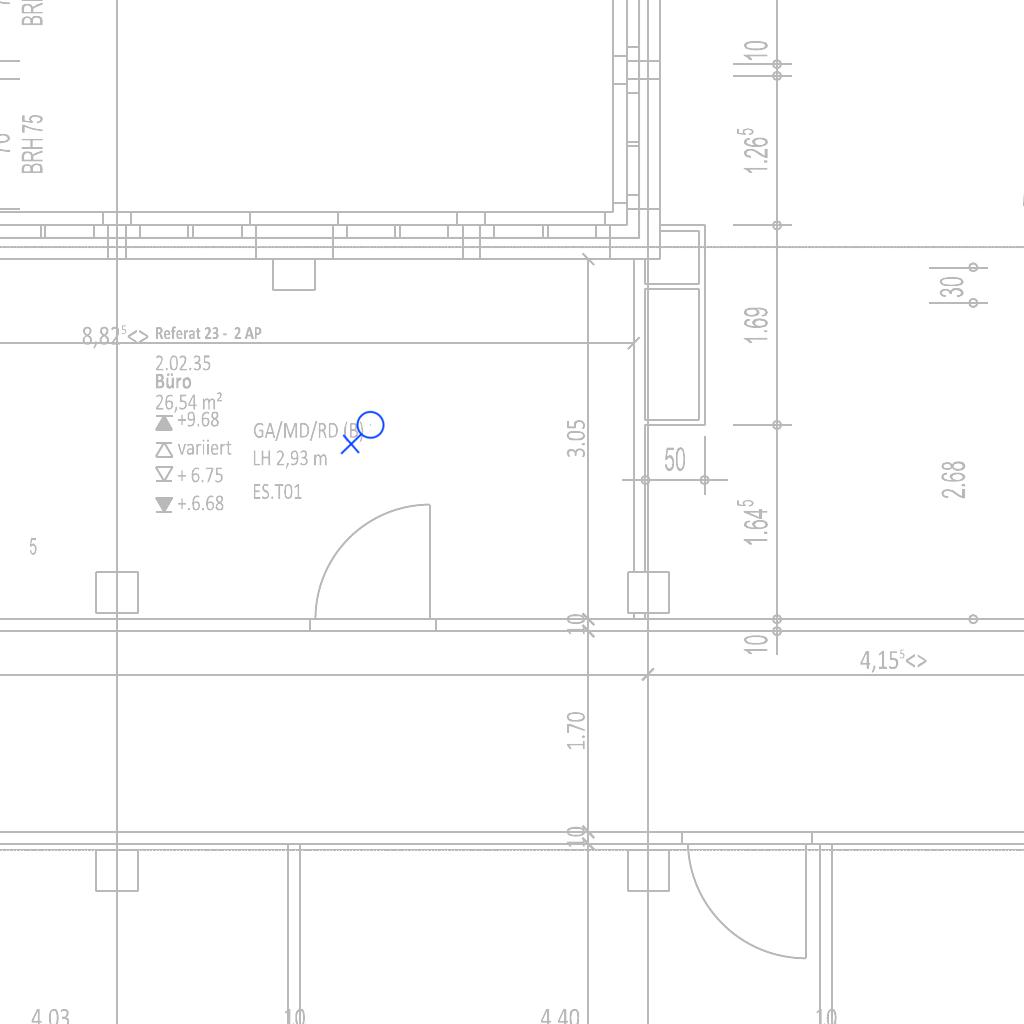 BRH 75
10
1.26⁵
1.69
30
8,82⁵<>
Referat 23 - 2 AP
2.02.35
Büro
26,54 m²
+9.68
variiert
+ 6.75
+.6.68
GA/MD/RD (B)
LH 2,93 m
ES.T01
3.05
50
1.64⁵
2.68
5
10
10
4,15⁵<>
1.70
10
4.03
10
4.40
10